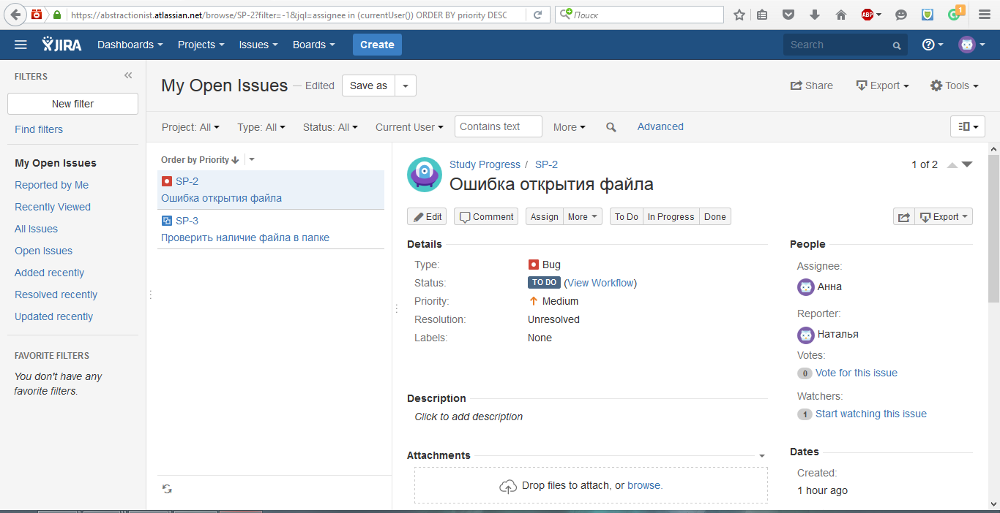 https://abstractionist.atlassian.net/browse/SP-2?filter=-1&jql=assignee in (currentUser()) ORDER BY priority DESC
Поиск
ABP
1
JIRA
Dashboards
Projects
Issues
Boards
Create
Search
FILTERS
New filter
Find filters
My Open Issues
Reported by Me
Recently Viewed
All Issues
Open Issues
Added recently
Resolved recently
Updated recently
FAVORITE FILTERS
You don't have any
favorite filters.
My Open Issues — Edited
Save as
Share
Export
Tools
Project: All
Type: All
Status: All
Current User
Contains text
More
Advanced
Order by Priority
SP-2
Ошибка открытия файла
SP-3
Проверить наличие файла в папке
Study Progress / SP-2
1 of 2
Ошибка открытия файла
Edit
Comment
Assign
More
To Do
In Progress
Done
Export
Details
Type: Bug
Status: TO DO (View Workflow)
Priority: Medium
Resolution: Unresolved
Labels: None
Description
Click to add description
Attachments
Drop files to attach, or browse.
People
Assignee:
Анна
Reporter:
Наталья
Votes:
0 Vote for this issue
Watchers:
1 Start watching this issue
Dates
Created:
1 hour ago